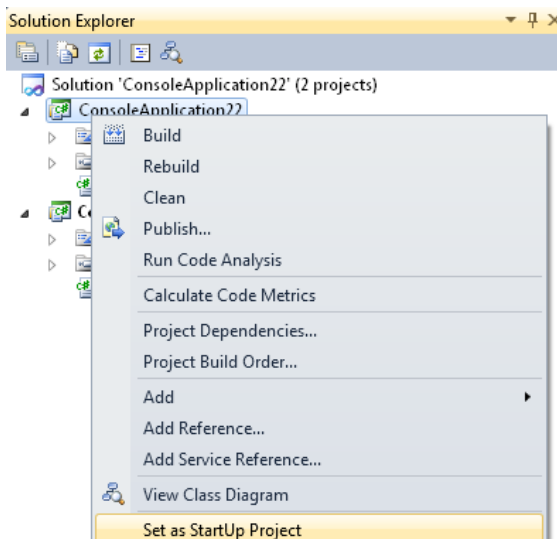 Solution Explorer
Solution 'ConsoleApplication22' (2 projects)
ConsoleApplication22
Build
Rebuild
Clean
Publish...
Run Code Analysis
Calculate Code Metrics
Project Dependencies...
Project Build Order...
Add
Add Reference...
Add Service Reference...
View Class Diagram
Set as StartUp Project